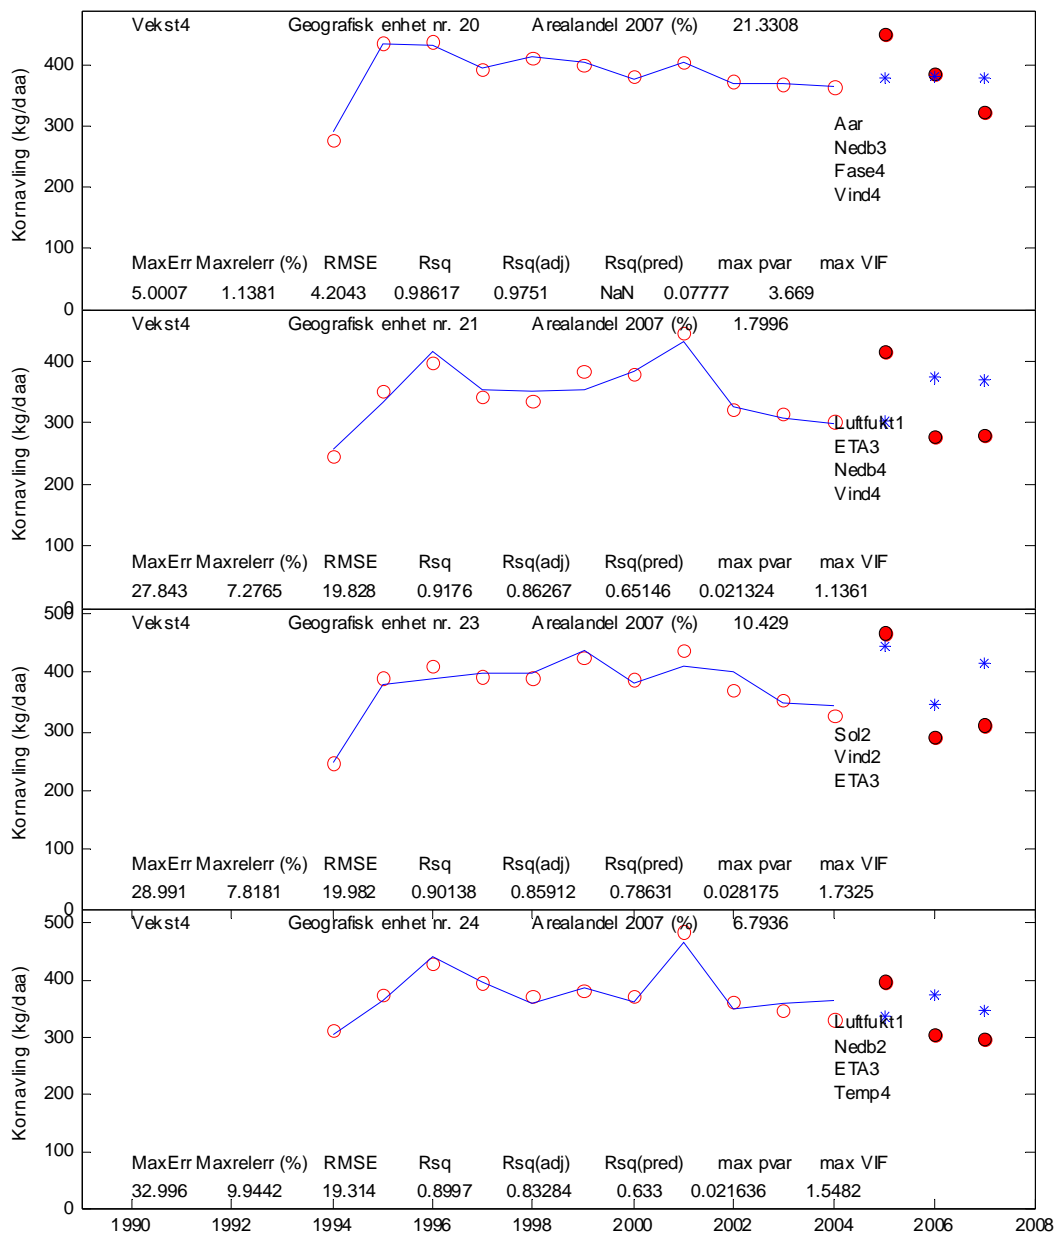 Vekst4 Geografisk enhet nr. 20 Arealandel 2007 (%) 21.3308
400
300
200
100
0
Kornavling (kg/daa)
Aar
Nedb3
Fase4
Vind4
MaxErr Maxrelerr (%) RMSE Rsq Rsq(adj) Rsq(pred) max pvar max VIF
5.0007 1.1381 4.2043 0.98617 0.9751 NaN 0.07777 3.669
Vekst4 Geografisk enhet nr. 21 Arealandel 2007 (%) 1.7996
400
300
200
100
0
Kornavling (kg/daa)
Luftfukt1
ETA3
Nedb4
Vind4
MaxErr Maxrelerr (%) RMSE Rsq Rsq(adj) Rsq(pred) max pvar max VIF
27.843 7.2765 19.828 0.9176 0.86267 0.65146 0.021324 1.1361
Vekst4 Geografisk enhet nr. 23 Arealandel 2007 (%) 10.429
500
400
300
200
100
0
Kornavling (kg/daa)
Sol2
Vind2
ETA3
MaxErr Maxrelerr (%) RMSE Rsq Rsq(adj) Rsq(pred) max pvar max VIF
28.991 7.8181 19.982 0.90138 0.85912 0.78631 0.028175 1.7325
Vekst4 Geografisk enhet nr. 24 Arealandel 2007 (%) 6.7936
500
400
300
200
100
0
Kornavling (kg/daa)
Luftfukt1
Nedb2
ETA3
Temp4
MaxErr Maxrelerr (%) RMSE Rsq Rsq(adj) Rsq(pred) max pvar max VIF
32.996 9.9442 19.314 0.8997 0.83284 0.633 0.021636 1.5482
1990 1992 1994 1996 1998 2000 2002 2004 2006 2008